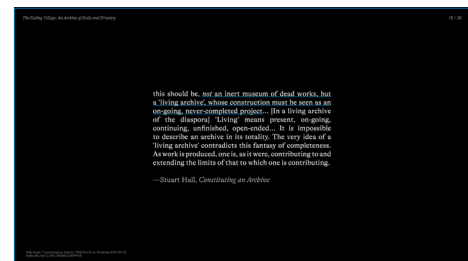 The Fading Village: An Archive of Exile and Errantry
this should be, not an inert museum of dead works, but
a 'living archive', whose construction must be seen as an
on-going, never-completed project... [In a living archive
of the diaspora] 'Living' means present, on-going,
continuing, unfinished, open-ended... It is impossible
to describe an archive in its totality. The very idea of a
'living archive' contradicts this fantasy of completeness.
As work is produced, one is, as it were, contributing to and
extending the limits of that to which one is contributing.
—Stuart Hall, Constituting an Archive